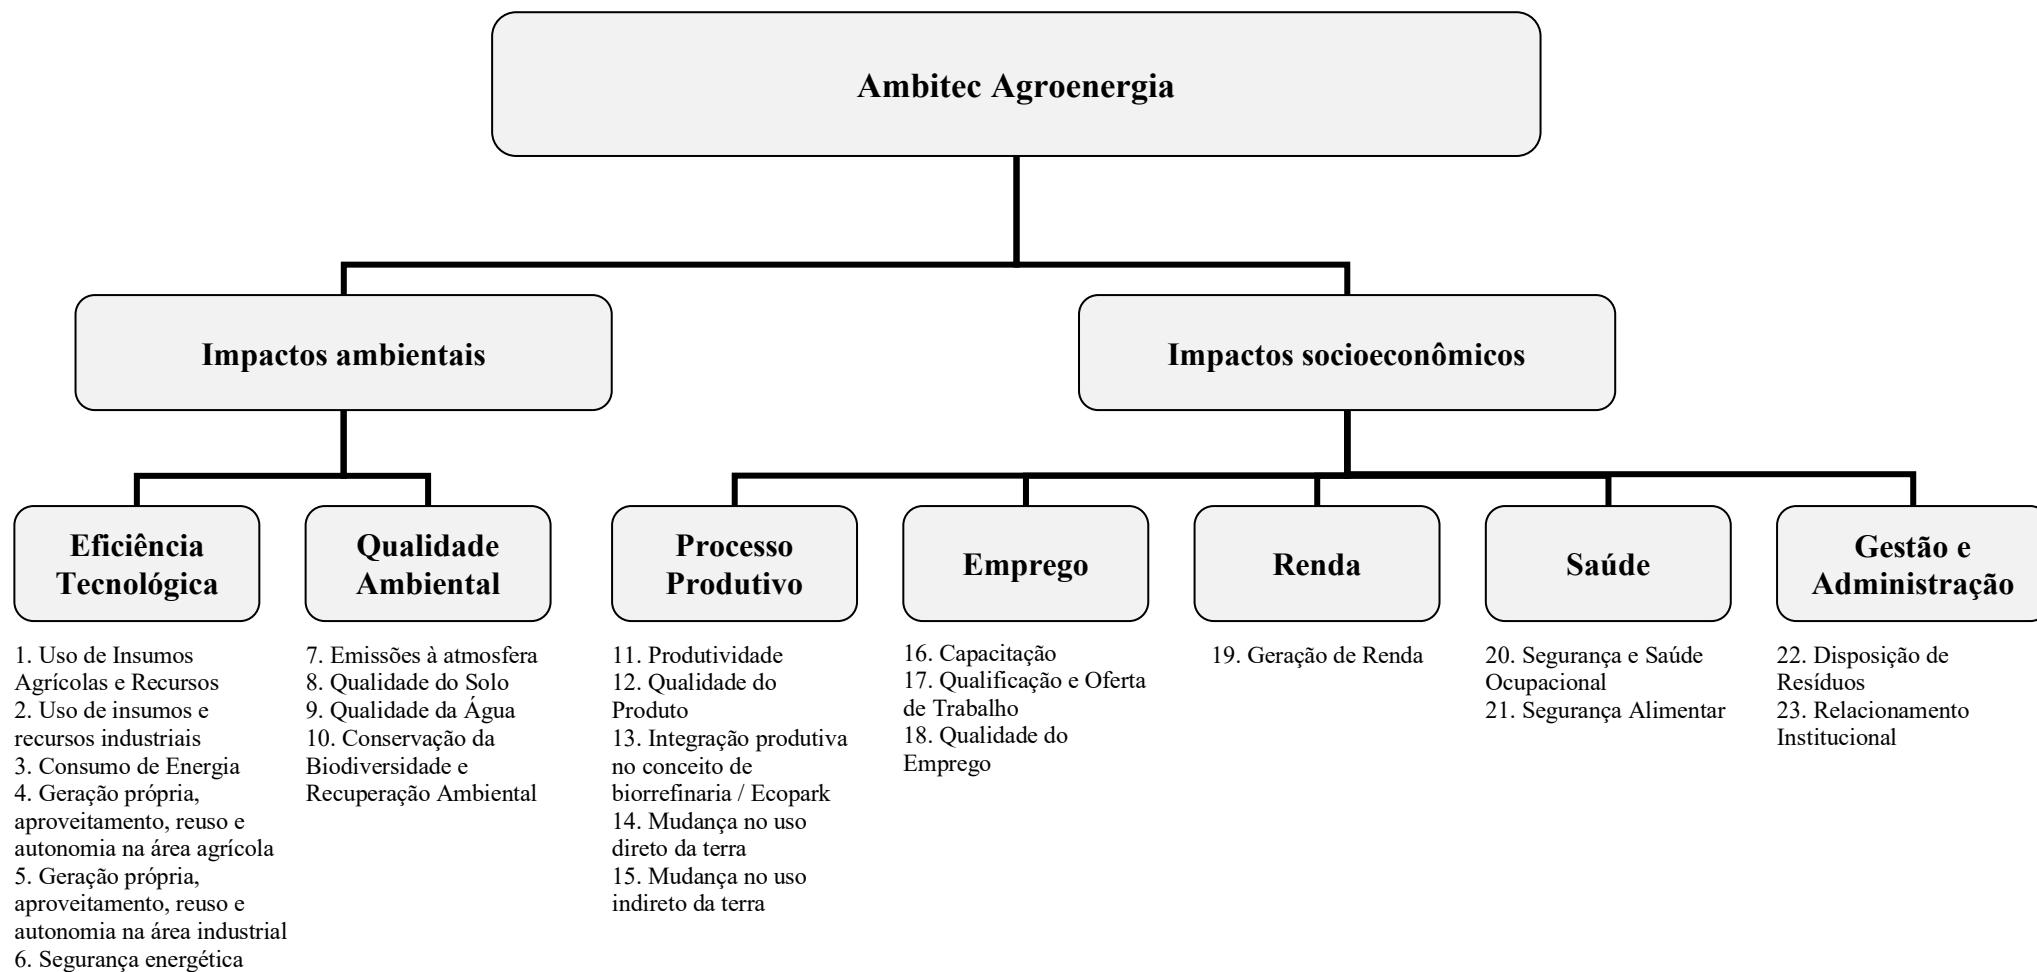 Ambitec Agroenergia
Impactos ambientais
Impactos socioeconômicos
Eficiência
Tecnológica
Qualidade
Ambiental
Processo
Produtivo
Emprego
Renda
Saúde
Gestão e
Administração
1. Uso de Insumos
Agrícolas e Recursos
2. Uso de insumos e
recursos industriais
3. Consumo de Energia
4. Geração própria,
aproveitamento, reuso e
autonomia na área agrícola
5. Geração própria,
aproveitamento, reuso e
autonomia na área industrial
6. Segurança energética
7. Emissões à atmosfera
8. Qualidade do Solo
9. Qualidade da Água
10. Conservação da
Biodiversidade e
Recuperação Ambiental
11. Produtividade
12. Qualidade do
Produto
13. Integração produtiva
no conceito de
biorrefinaria / Ecopark
14. Mudança no uso
direto da terra
15. Mudança no uso
indireto da terra
16. Capacitação
17. Qualificação e Oferta
de Trabalho
18. Qualidade do
Emprego
19. Geração de Renda
20. Segurança e Saúde
Ocupacional
21. Segurança Alimentar
22. Disposição de
Resíduos
23. Relacionamento
Institucional